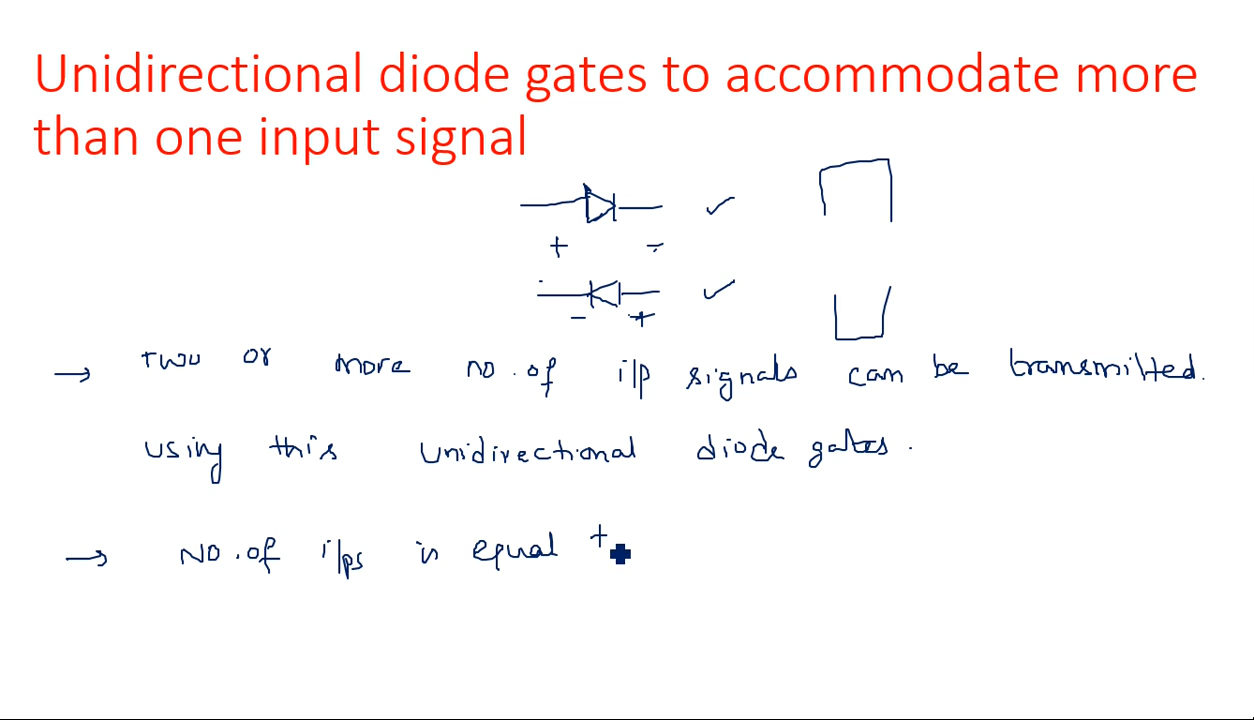 Unidirectional diode gates to accommodate more
than one input signal
+ -
- +
→ Two or more no. of i/p signals can be transmitted.
using this unidirectional diode gates.
→ NO. of i/ps is equal t